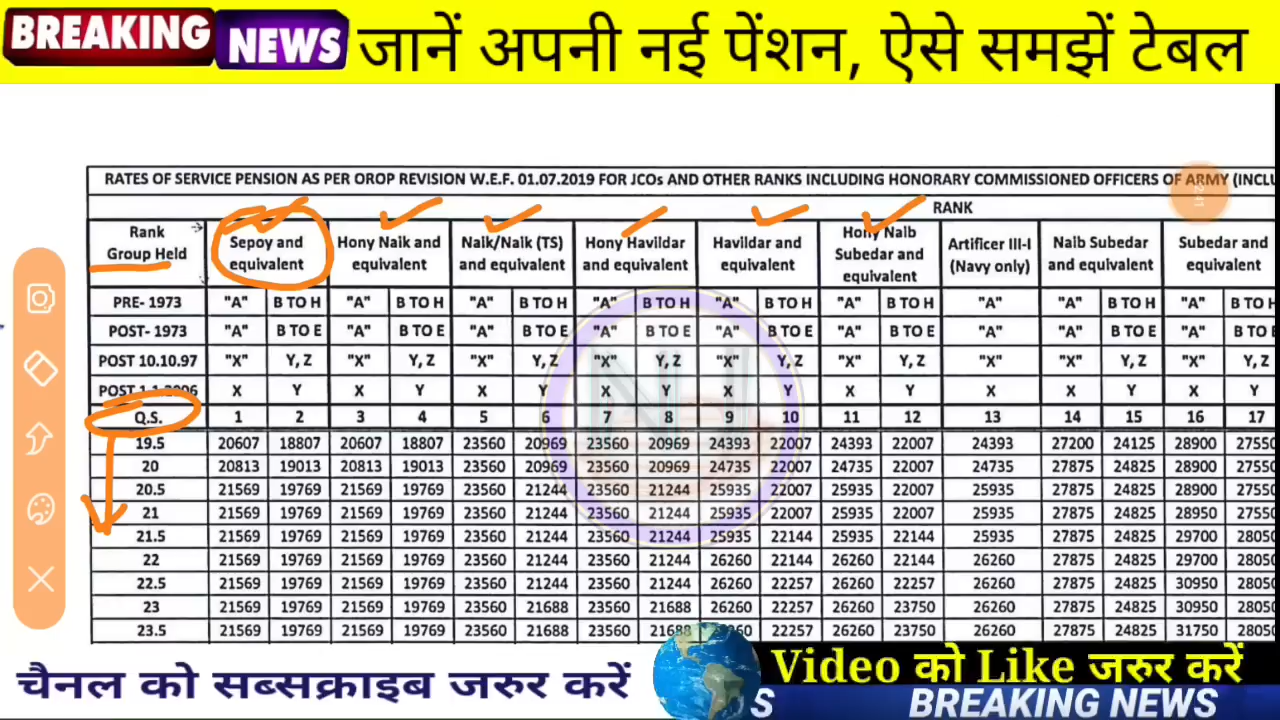 BREAKING NEWS जानें अपनी नई पेंशन, ऐसे समझें टेबल
RATES OF SERVICE PENSION AS PER OROP REVISION W.E.F. 01.07.2019 FOR JCOs AND OTHER RANKS INCLUDING HONORARY COMMISSIONED OFFICERS OF ARMY (INCLU
RANK
Rank Group Held Sepoy and equivalent Hony Naik and equivalent Naik/Naik (TS) and equivalent Hony Havildar and equivalent Havildar and equivalent Hony Naib Subedar and equivalent Artificer III-I (Navy only) Naib Subedar and equivalent Subedar and equivalent
PRE- 1973 "A" B TO H "A" B TO H "A" B TO H "A" B TO H "A" B TO H "A" B TO H "A" "A" B TO H "A" B TO H
POST- 1973 "A" B TO E "A" B TO E "A" B TO E "A" B TO E "A" B TO E "A" B TO E "A" "A" B TO E "A" B TO E
POST 10.10.97 "X" Y, Z "X" Y, Z "X" Y, Z "X" Y, Z "X" Y, Z "X" Y, Z "X" "X" Y, Z "X" Y, Z
POST 1.1.2006 X Y X Y X Y X Y X Y X Y X X Y X Y
Q.S. 1 2 3 4 5 6 7 8 9 10 11 12 13 14 15 16 17
19.5 20607 18807 20607 18807 23560 20969 23560 20969 24393 22007 24393 22007 24393 27200 24125 28900 2755
20 20813 19013 20813 19013 23560 20969 23560 20969 24735 22007 24735 22007 24735 27875 24825 28900 2755
20.5 21569 19769 21569 19769 23560 21244 23560 21244 25935 22007 25935 22007 25935 27875 24825 28900 2755
21 21569 19769 21569 19769 23560 21244 23560 21244 25935 22007 25935 22007 25935 27875 24825 28950 2755
21.5 21569 19769 21569 19769 23560 21244 23560 21244 25935 22144 25935 22144 25935 27875 24825 29700 2805
22 21569 19769 21569 19769 23560 21244 23560 21244 26260 22144 26260 22144 26260 27875 24825 29700 2805
22.5 21569 19769 21569 19769 23560 21244 23560 21244 26260 22257 26260 22257 26260 27875 24825 30950 2805
23 21569 19769 21569 19769 23560 21688 23560 21688 26260 22257 26260 23750 26260 27875 24825 30950 2805
23.5 21569 19769 21569 19769 23560 21688 23560 21688 22257 26260 23750 26260 27875 24825 31750 2805
चैनल को सब्सक्राइब जरुर करें
Video को Like जरुर करें
S BREAKING NEWS